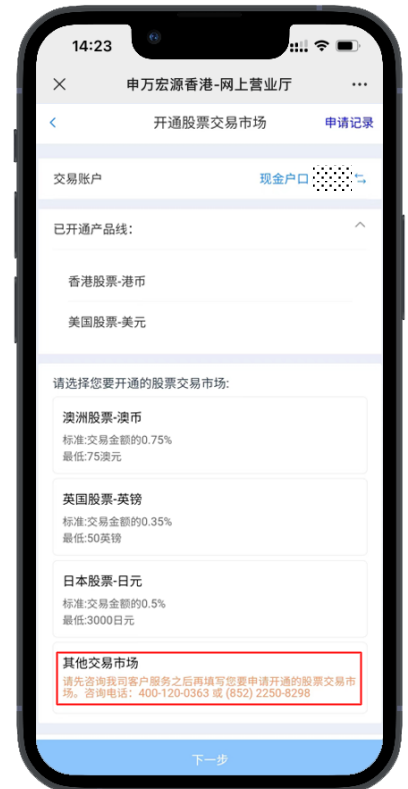 14:23
申万宏源香港-网上营业厅
开通股票交易市场
申请记录
交易账户
现金户口
已开通产品线:
香港股票-港币
美国股票-美元
请选择您要开通的股票交易市场:
澳洲股票-澳币
标准:交易金额的0.75%
最低:75澳元
英国股票-英镑
标准:交易金额的0.35%
最低:50英镑
日本股票-日元
标准:交易金额的0.5%
最低:3000日元
其他交易市场
请先咨询我司客户服务之后再填写您要申请开通的股票交易市
场。咨询电话：400-120-0363 或 (852) 2250-8298
下一步